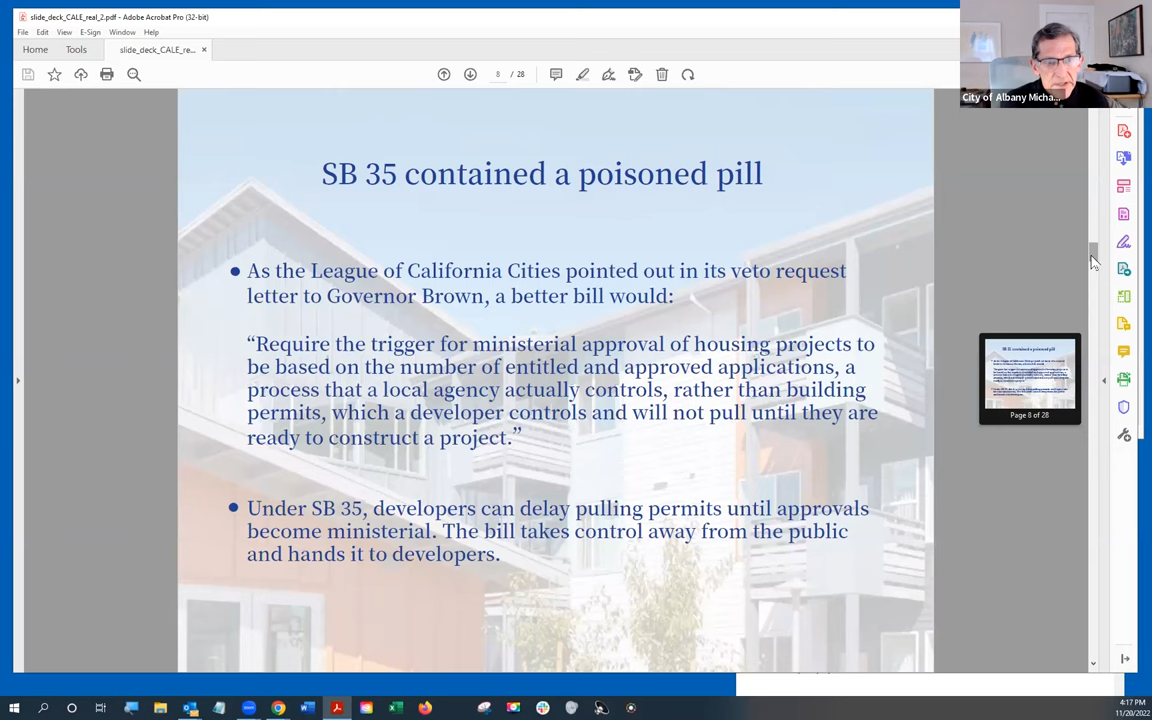 slide_deck_CALE_real_2.pdf - Adobe Acrobat Pro (32-bit)
File Edit View E-Sign Window Help
Home Tools slide_deck_CALE_re... ×
8 / 28
City of Albany Micha...
SB 35 contained a poisoned pill
• As the League of California Cities pointed out in its veto request
letter to Governor Brown, a better bill would:
“Require the trigger for ministerial approval of housing projects to
be based on the number of entitled and approved applications, a
process that a local agency actually controls, rather than building
permits, which a developer controls and will not pull until they are
ready to construct a project.”
• Under SB 35, developers can delay pulling permits until approvals
become ministerial. The bill takes control away from the public
and hands it to developers.
SB 35 contained a poisoned pill
Page 8 of 28
4:17 PM
11/20/2022